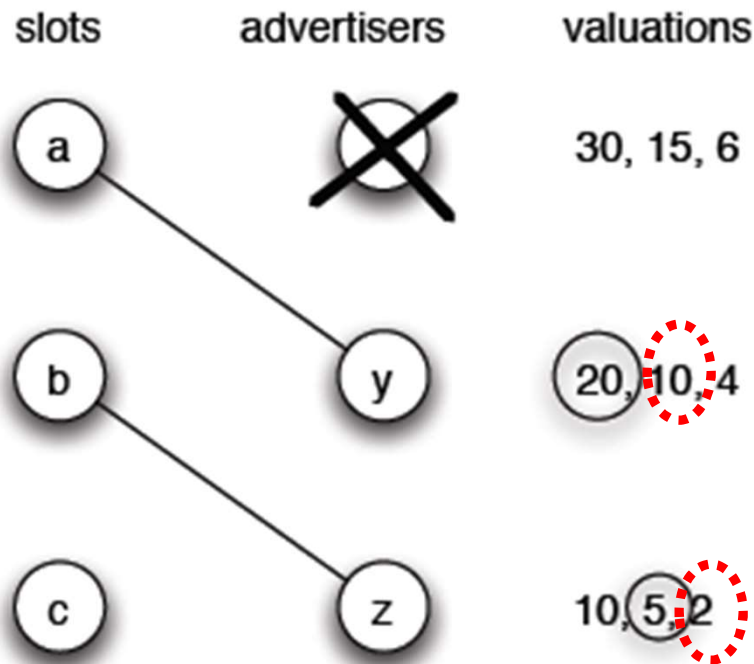 slots advertisers valuations
a 30, 15, 6
b y 20, 10, 4
c z 10, 5, 2